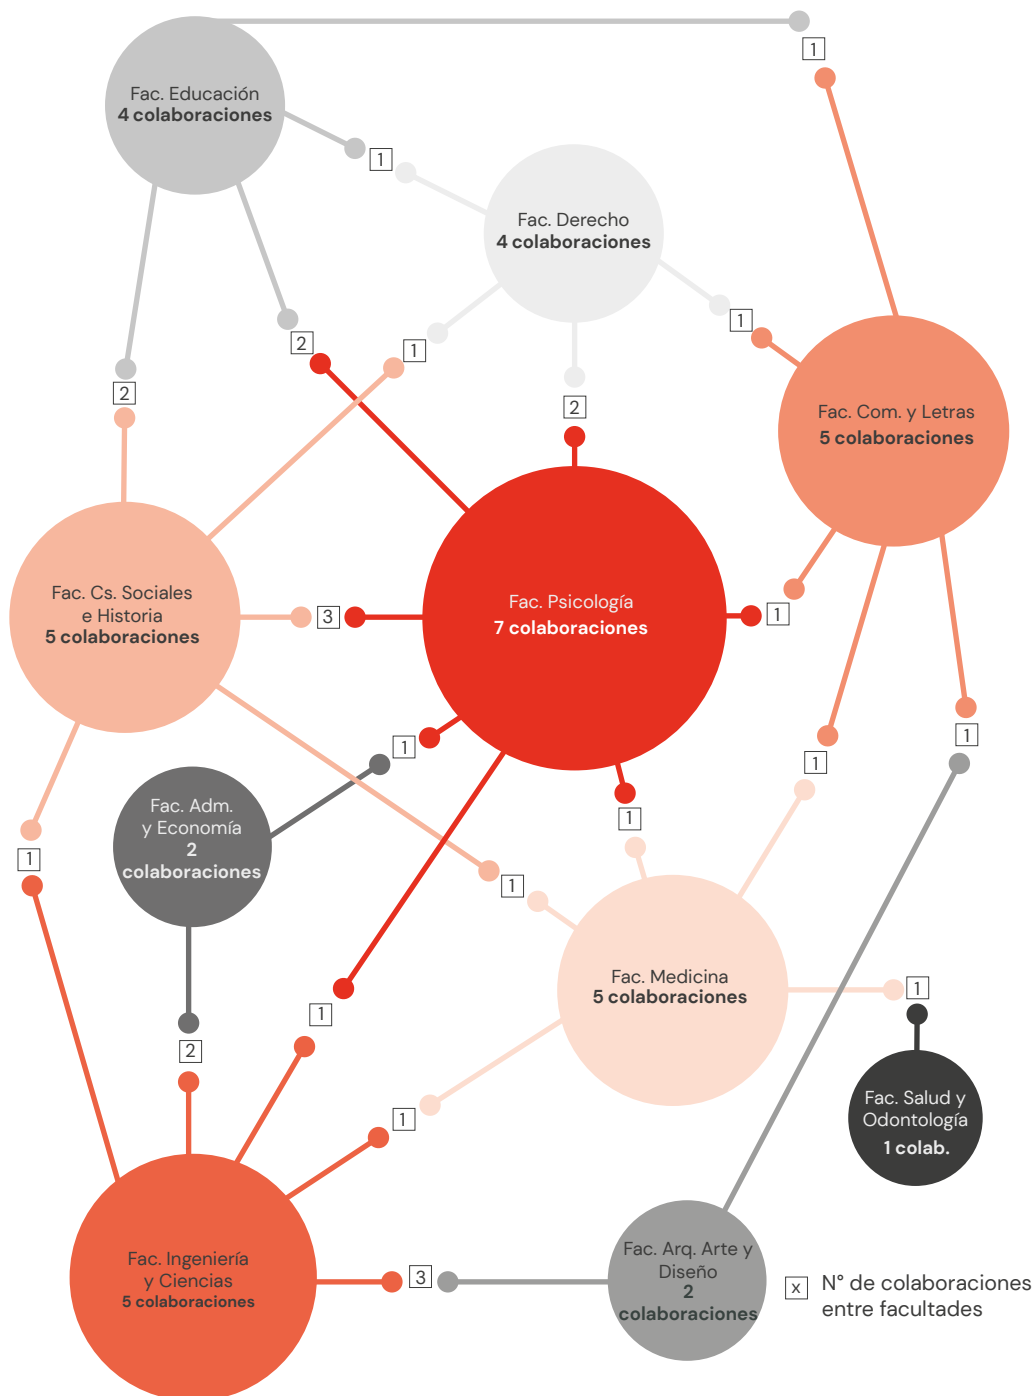 1
Fac. Educación
4 colaboraciones
1
Fac. Derecho
4 colaboraciones
1
2
1
2
2
Fac. Com. y Letras
5 colaboraciones
Fac. Cs. Sociales
e Historia
5 colaboraciones
3
Fac. Psicología
7 colaboraciones
1
1
1
1
Fac. Adm.
y Economía
2
colaboraciones
1
1
1
Fac. Medicina
5 colaboraciones
1
1
2
1
Fac. Salud y
Odontología
1 colab.
Fac. Ingeniería
y Ciencias
5 colaboraciones
3
Fac. Arq. Arte y
Diseño
2
colaboraciones
x N° de colaboraciones
entre facultades